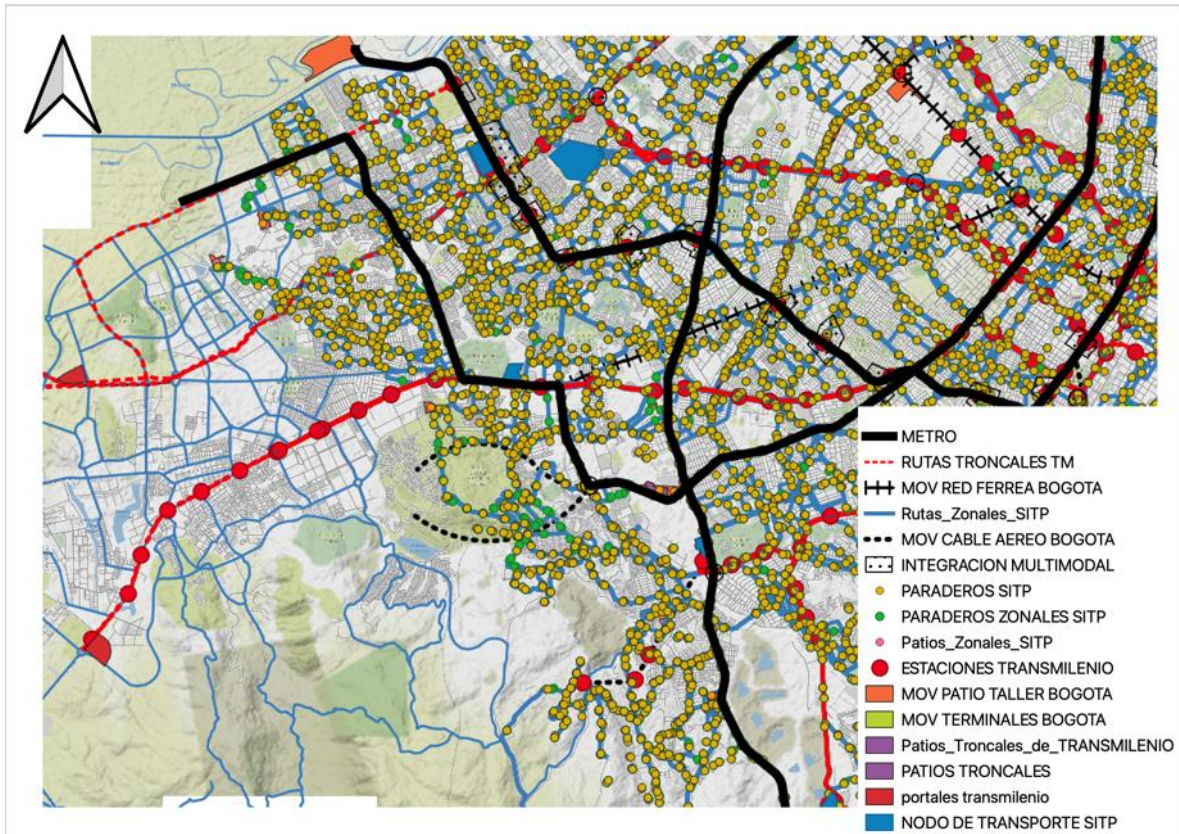 METRO
RUTAS TRONCALES TM
MOV RED FERREA BOGOTA
Rutas_Zonales_SITP
MOV CABLE AEREO BOGOTA
INTEGRACION MULTIMODAL
PARADEROS SITP
PARADEROS ZONALES SITP
Patios_Zonales_SITP
ESTACIONES TRANSMILENIO
MOV PATIO TALLER BOGOTA
MOV TERMINALES BOGOTA
Patios_Troncales_de_TRANSMILENIO
PATIOS TRONCALES
portales transmilenio
NODO DE TRANSPORTE SITP